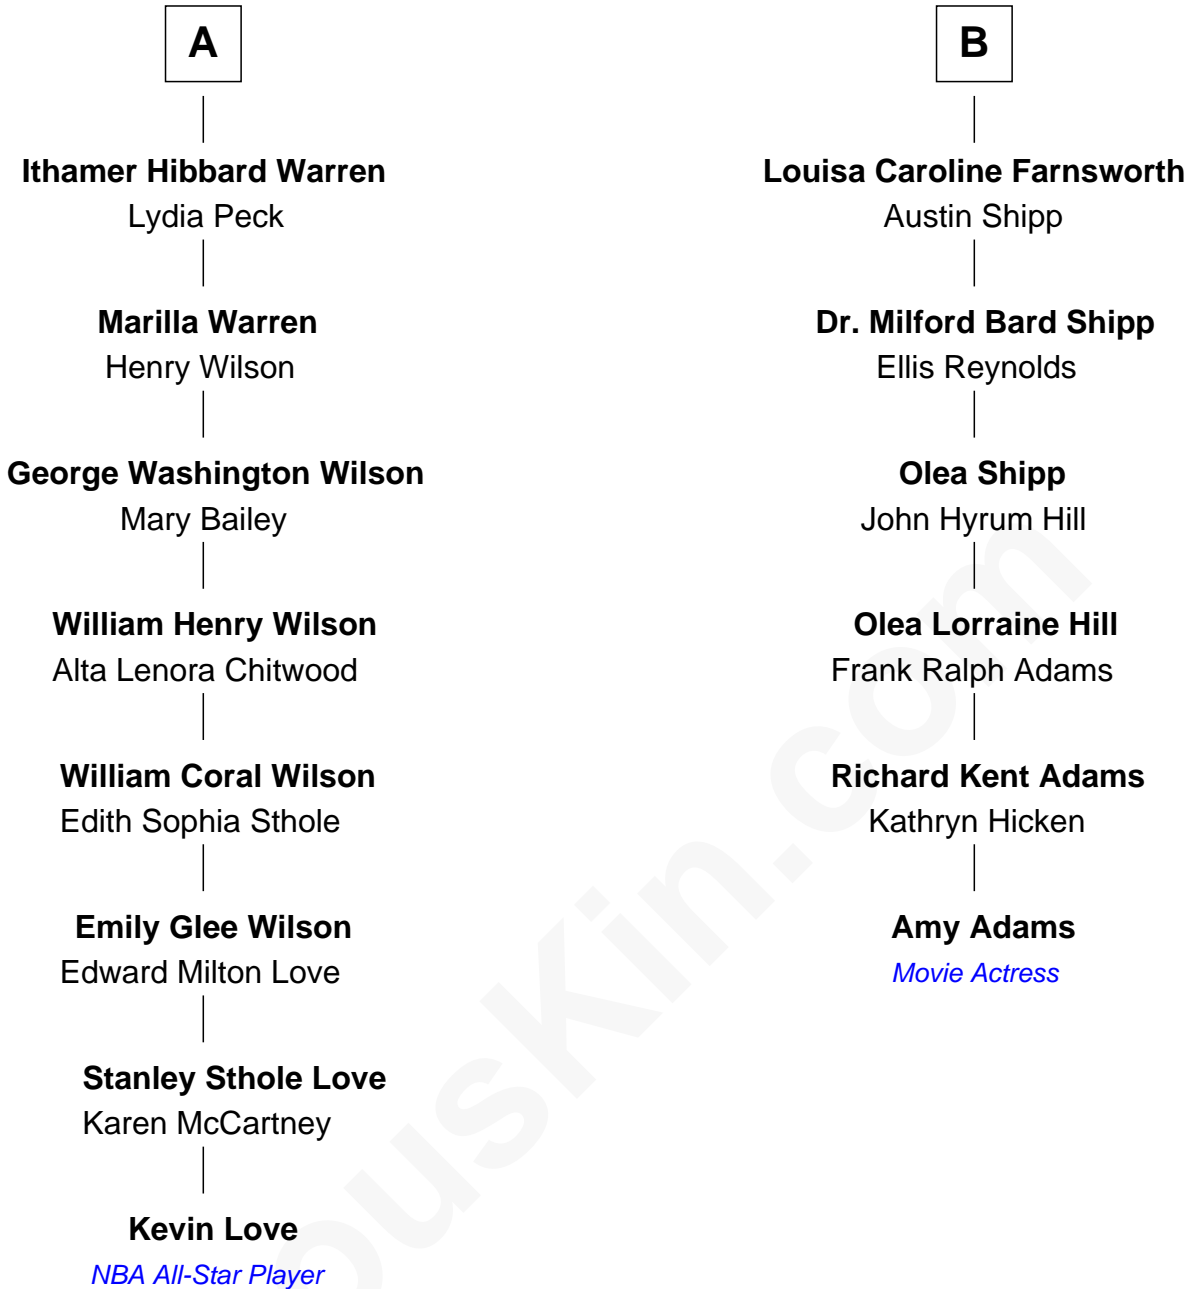 A
Ithamer Hibbard Warren
Lydia Peck
Marilla Warren
Henry Wilson
George Washington Wilson
Mary Bailey
William Henry Wilson
Alta Lenora Chitwood
William Coral Wilson
Edith Sophia Sthole
Emily Glee Wilson
Edward Milton Love
Stanley Sthole Love
Karen McCartney
Kevin Love
NBA All-Star Player
B
Louisa Caroline Farnsworth
Austin Shipp
Dr. Milford Bard Shipp
Ellis Reynolds
Olea Shipp
John Hyrum Hill
Olea Lorraine Hill
Frank Ralph Adams
Richard Kent Adams
Kathryn Hicken
Amy Adams
Movie Actress
ousKin.com